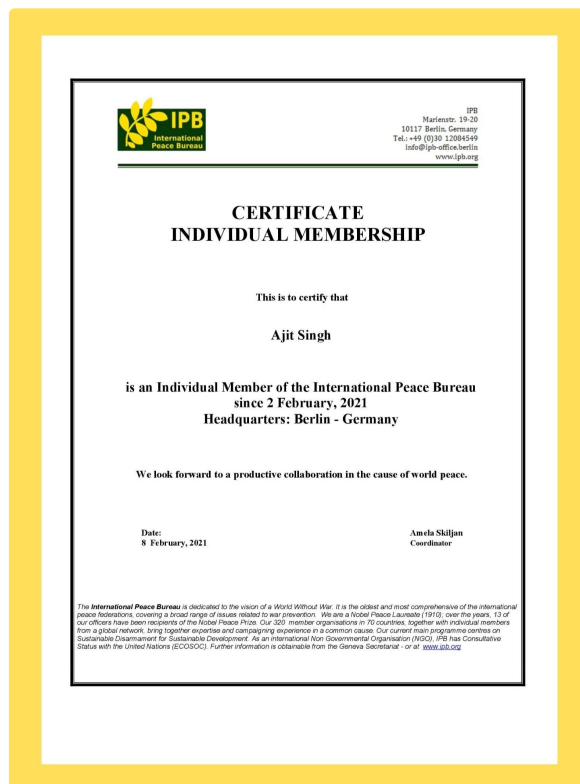 IPB
International
Peace Bureau
IPB
Marienstr. 19-20
10117 Berlin, Germany
Tel.: +49 (0)30 12084549
info@ipb-office.berlin
www.ipb.org
CERTIFICATE
INDIVIDUAL MEMBERSHIP
This is to certify that
Ajit Singh
is an Individual Member of the International Peace Bureau
since 2 February, 2021
Headquarters: Berlin - Germany
We look forward to a productive collaboration in the cause of world peace.
Date:
8 February, 2021
Amela Skiljan
Coordinator
The International Peace Bureau is dedicated to the vision of a World Without War. It is the oldest and most comprehensive of the international
peace federations, covering a broad range of issues related to war prevention. We are a Nobel Peace Laureate (1910); over the years, 13 of
our officers have been recipients of the Nobel Peace Prize. Our 320 member organisations in 70 countries, together with individual members
from a global network, bring together expertise and campaigning experience in a common cause. Our current main programme centres on
Sustainable Disarmament for Sustainable Development. As an international Non Governmental Organisation (NGO), IPB has Consultative
Status with the United Nations (ECOSOC). Further information is obtainable from the Geneva Secretariat - or at www.ipb.org